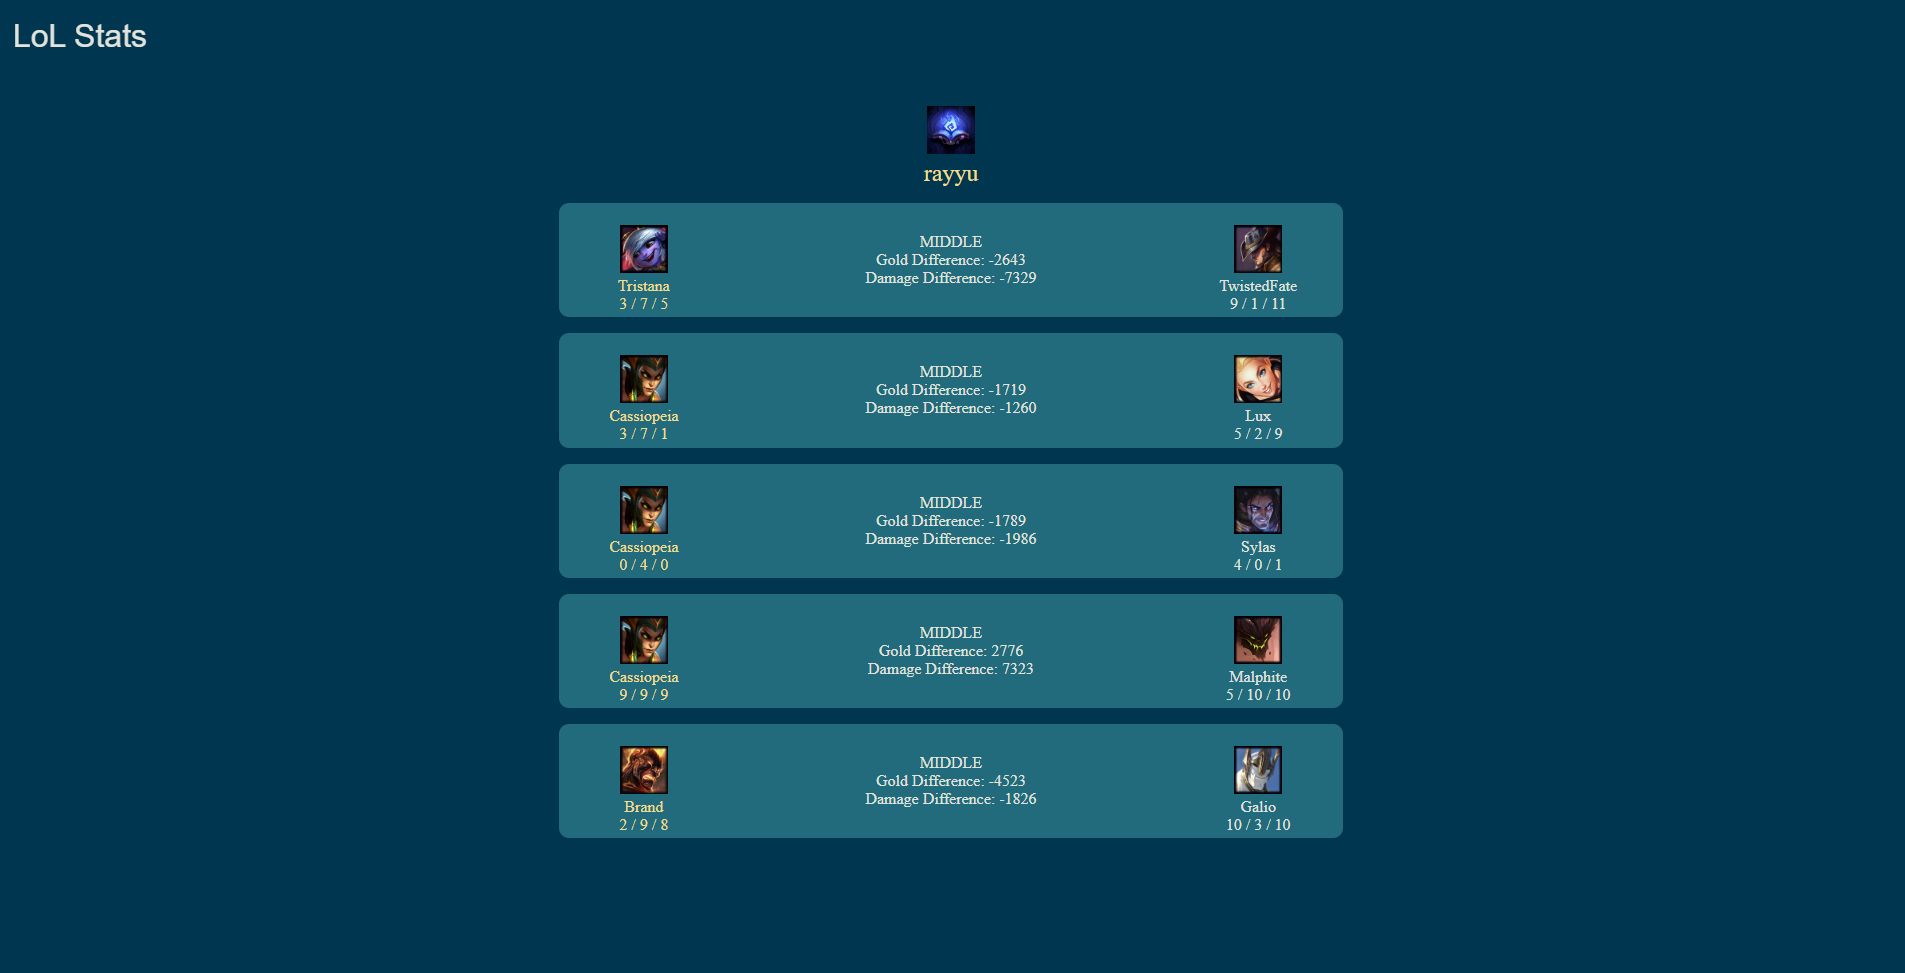 LoL Stats
rayyu
MIDDLE
Gold Difference: -2643
Damage Difference: -7329
Tristana
3 / 7 / 5
TwistedFate
9 / 1 / 11
MIDDLE
Gold Difference: -1719
Damage Difference: -1260
Cassiopeia
3 / 7 / 1
Lux
5 / 2 / 9
MIDDLE
Gold Difference: -1789
Damage Difference: -1986
Cassiopeia
0 / 4 / 0
Sylas
4 / 0 / 1
MIDDLE
Gold Difference: 2776
Damage Difference: 7323
Cassiopeia
9 / 9 / 9
Malphite
5 / 10 / 10
MIDDLE
Gold Difference: -4523
Damage Difference: -1826
Brand
2 / 9 / 8
Galio
10 / 3 / 10